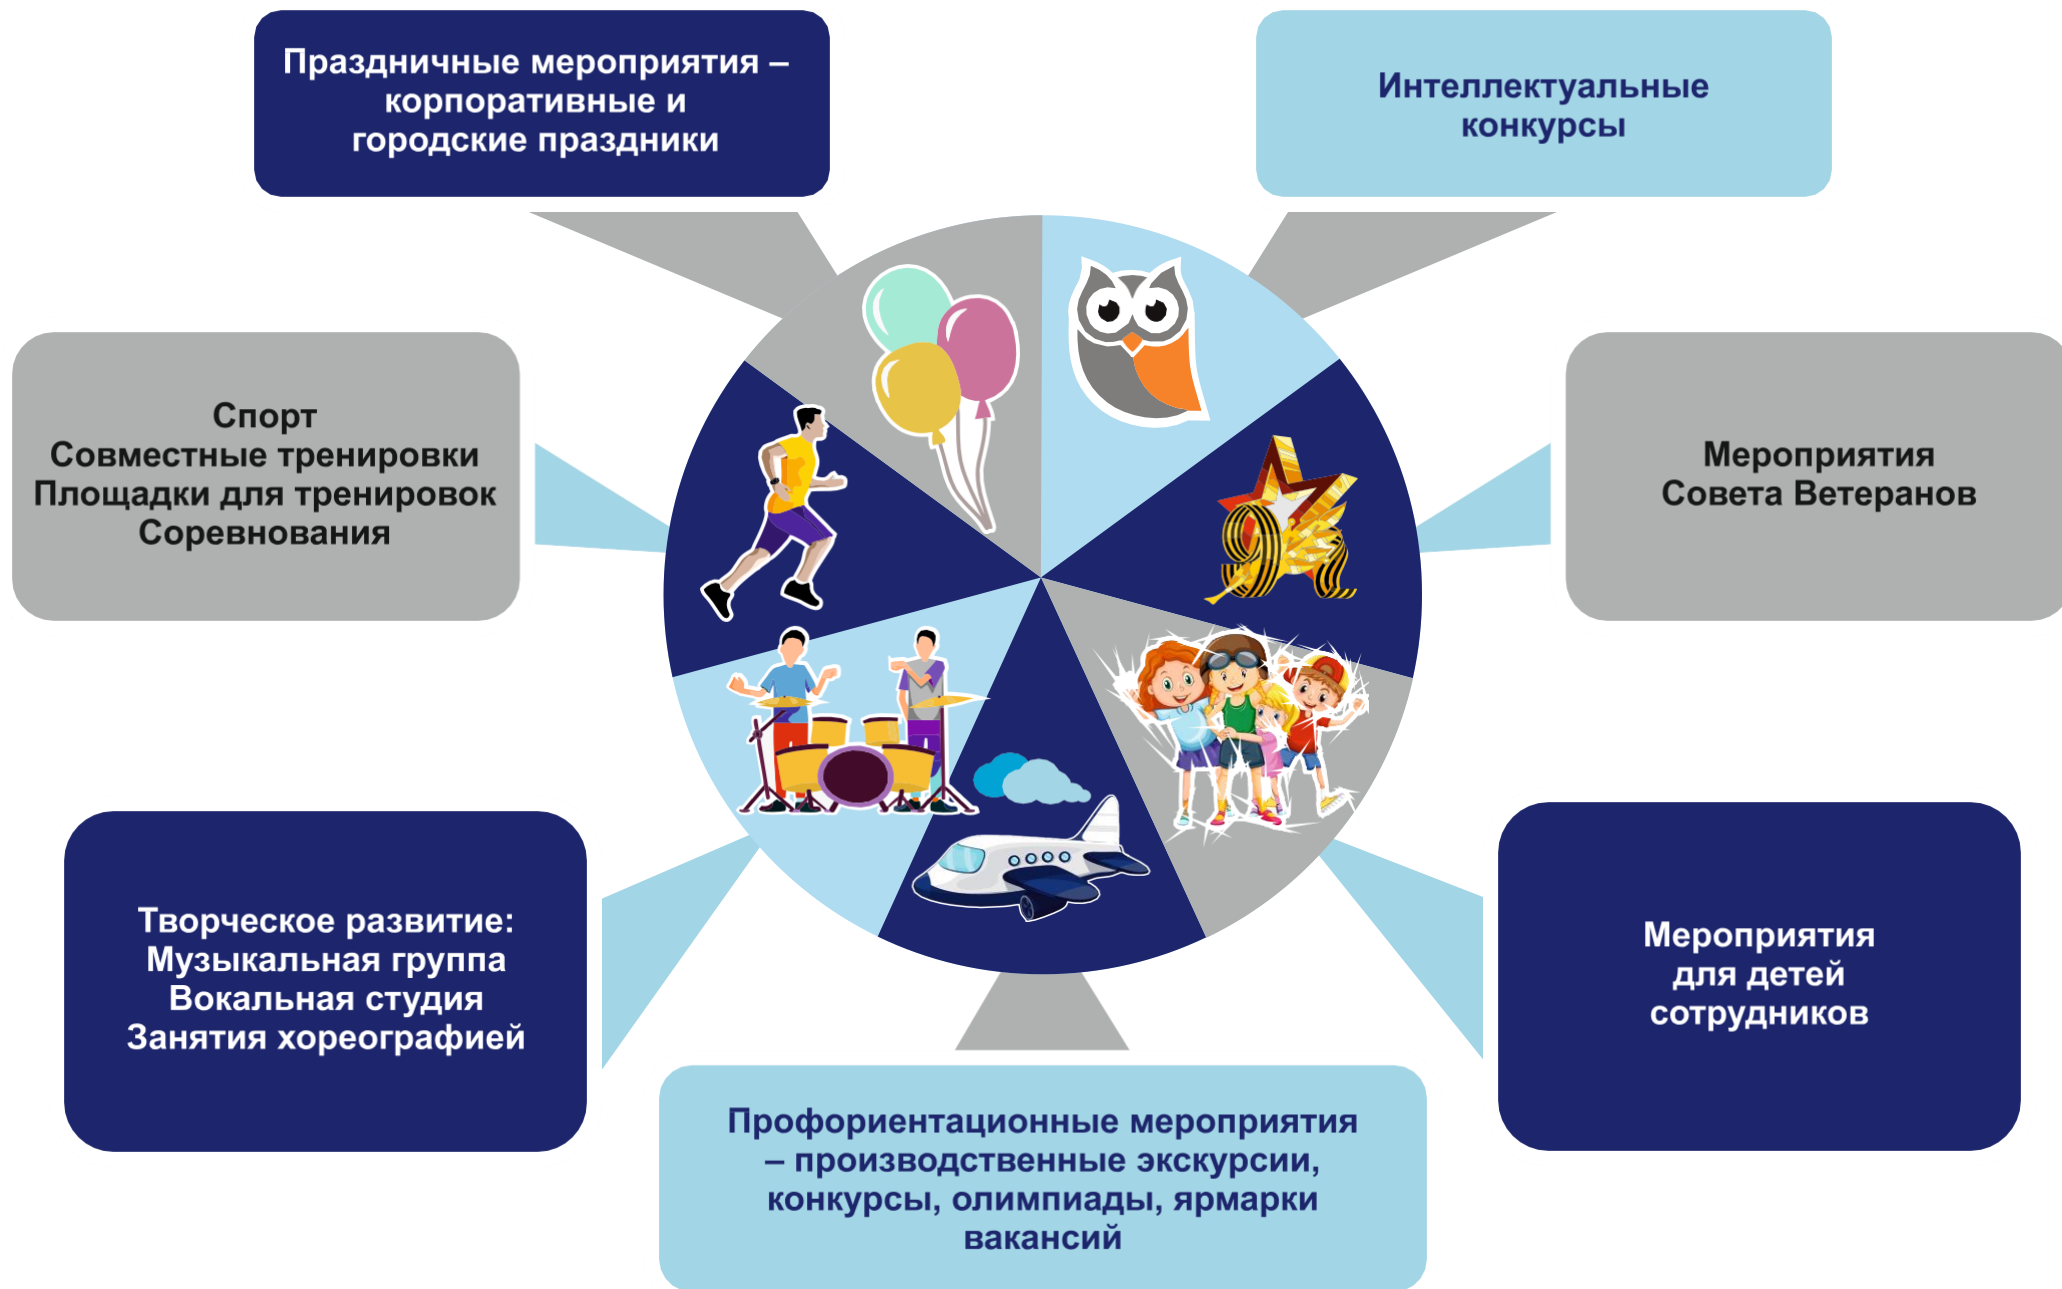 Праздничные мероприятия –
корпоративные и
городские праздники
Интеллектуальные
конкурсы
Спорт
Совместные тренировки
Площадки для тренировок
Соревнования
Мероприятия
Совета Ветеранов
Творческое развитие:
Музыкальная группа
Вокальная студия
Занятия хореографией
Мероприятия
для детей
сотрудников
Профориентационные мероприятия
– производственные экскурсии,
конкурсы, олимпиады, ярмарки
вакансий